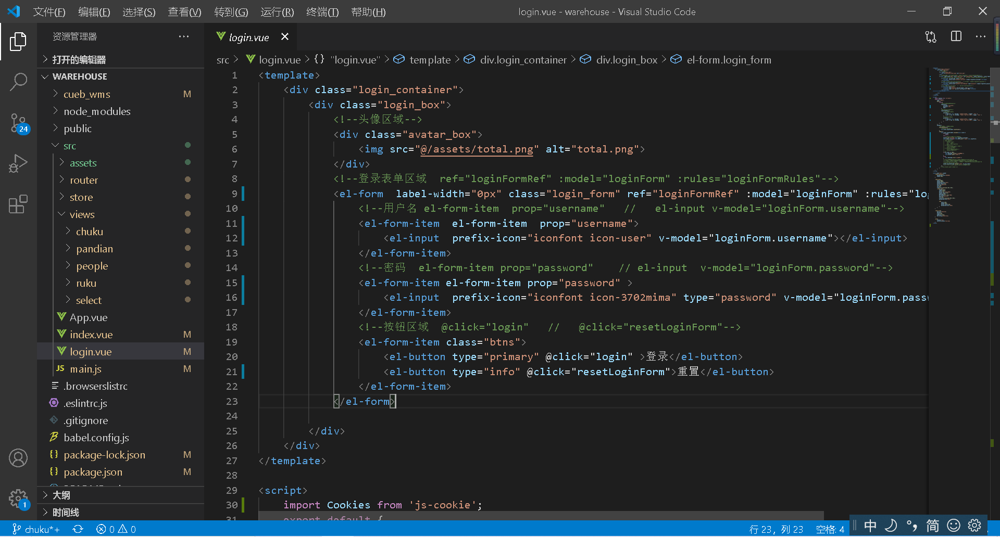 文件(F) 编辑(E) 选择(S) 查看(V) 转到(G) 运行(R) 终端(T) 帮助(H) login.vue - warehouse - Visual Studio Code
资源管理器
打开的编辑器
WAREHOUSE
cueb_wms M
node_modules
public
src
assets
router
store
views
chuku
pandian
people
ruku
select
App.vue
index.vue M
login.vue M
main.js M
.browserslistrc
.eslintrc.js
.gitignore
babel.config.js
package-lock.json M
package.json M
大纲
时间线
24
1
login.vue
src > login.vue > {} "login.vue" > template > div.login_container > div.login_box > el-form.login_form
1 <template>
2 <div class="login_container">
3 <div class="login_box">
4 <!--头像区域-->
5 <div class="avatar_box">
6 <img src="@/assets/total.png" alt="total.png">
7 </div>
8 <!--登录表单区域  ref="loginFormRef" :model="loginForm" :rules="loginFormRules"-->
9 <el-form  label-width="0px" class="login_form" ref="loginFormRef" :model="loginForm" :rules="lo
10 <!--用户名 el-form-item  prop="username"   //   el-input v-model="loginForm.username"-->
11 <el-form-item  el-form-item  prop="username">
12 <el-input  prefix-icon="iconfont icon-user" v-model="loginForm.username"></el-input>
13 </el-form-item>
14 <!--密码  el-form-item prop="password"    // el-input  v-model="loginForm.password"-->
15 <el-form-item el-form-item prop="password" >
16 <el-input  prefix-icon="iconfont icon-3702mima" type="password" v-model="loginForm.passw
17 </el-form-item>
18 <!--按钮区域  @click="login"   //   @click="resetLoginForm"-->
19 <el-form-item class="btns">
20 <el-button type="primary" @click="login" >登录</el-button>
21 <el-button type="info" @click="resetLoginForm">重置</el-button>
22 </el-form-item>
23 </el-form>
24
25 </div>
26 </div>
27 </template>
28
29 <script>
30 import Cookies from 'js-cookie';
31 export default {
chuku*+ 0 0 行 23，列 23 空格: 4
中 简